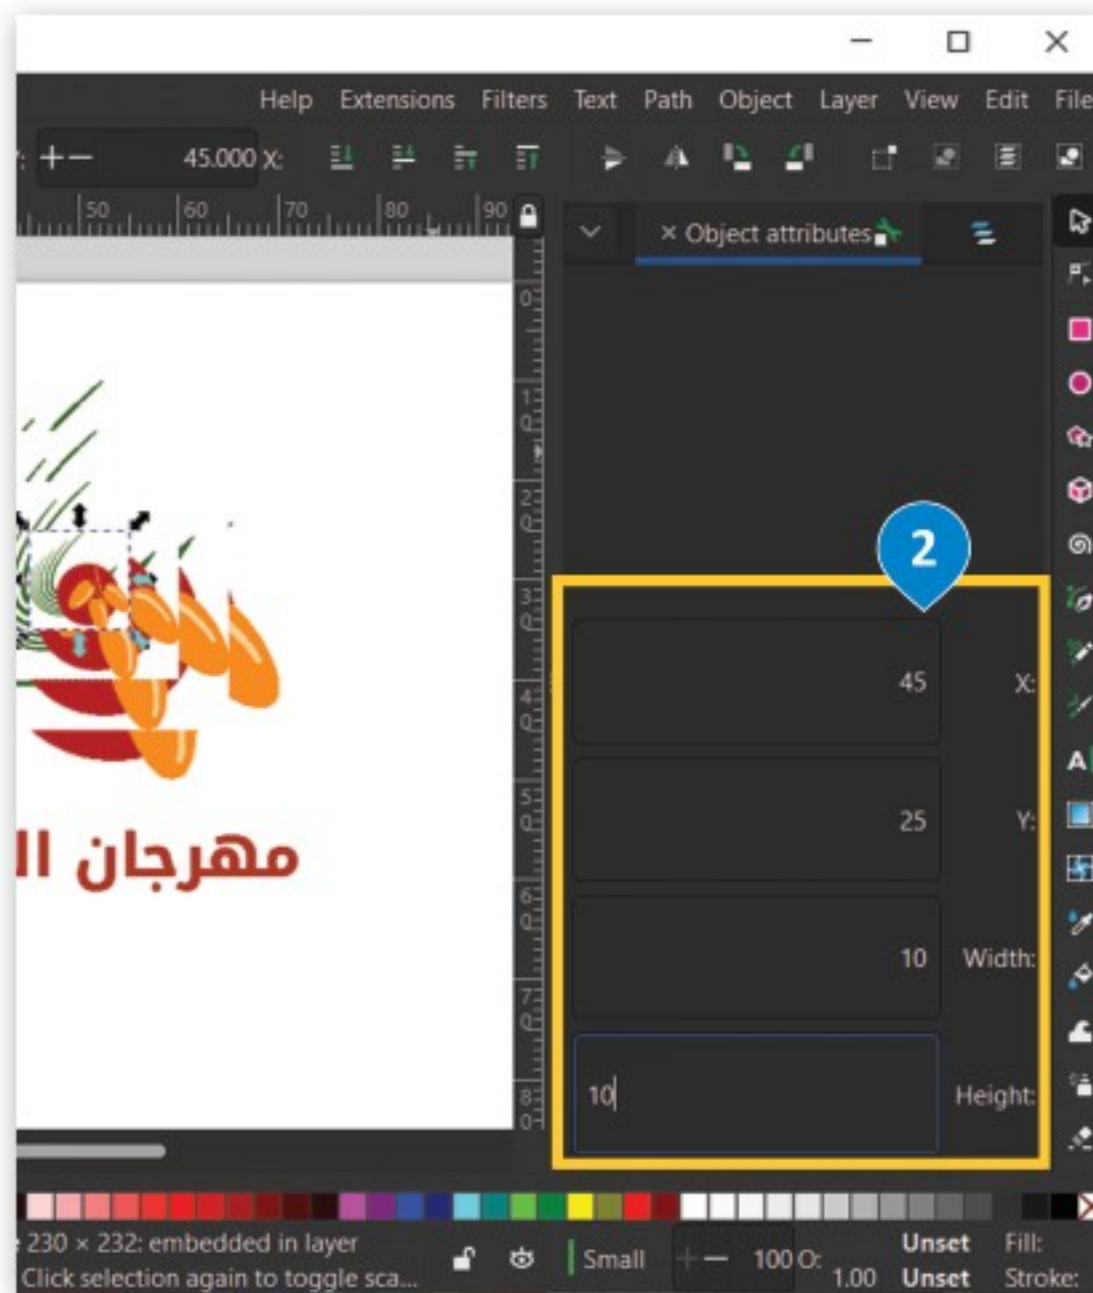 File Edit View Layer Object Path Text Filters Extensions Help
X: 45.000
50 60 70 80 90
× Object attributes
2
X: 45
Y: 25
Width: 10
Height: 10
مهرجان ال
230 × 232: embedded in layer
Click selection again to toggle sca...
Small
O: 100
Fill: Unset
Stroke: Unset 1.00